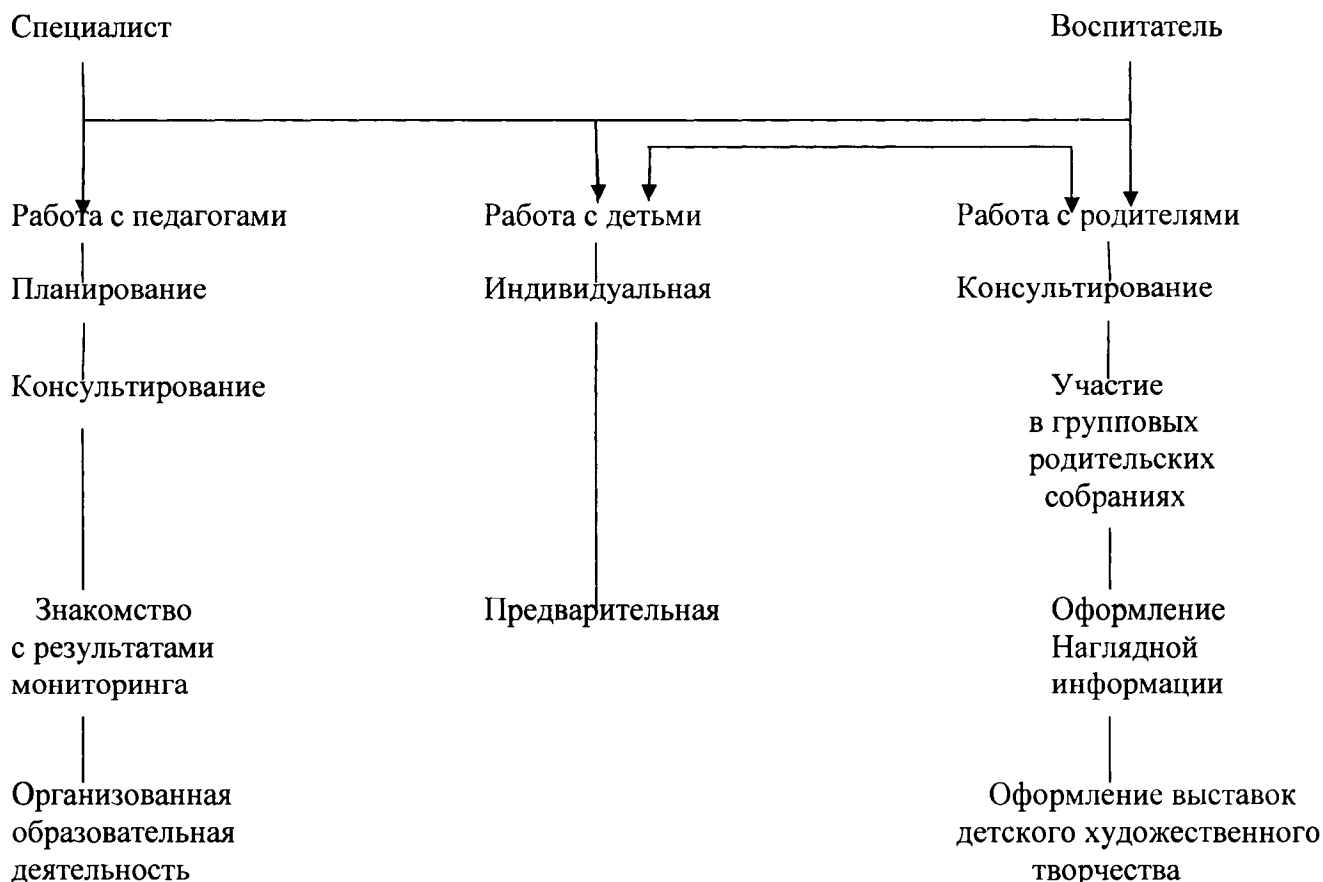 Специалист
Воспитатель
Работа с педагогами
Работа с детьми
Работа с родителями
Планирование
Индивидуальная
Консультирование
Консультирование
Участие
в групповых
родительских
собраниях
Знакомство
с результатами
мониторинга
Предварительная
Оформление
Наглядной
информации
Организованная
образовательная
деятельность
Оформление выставок
детского художественного
творчества